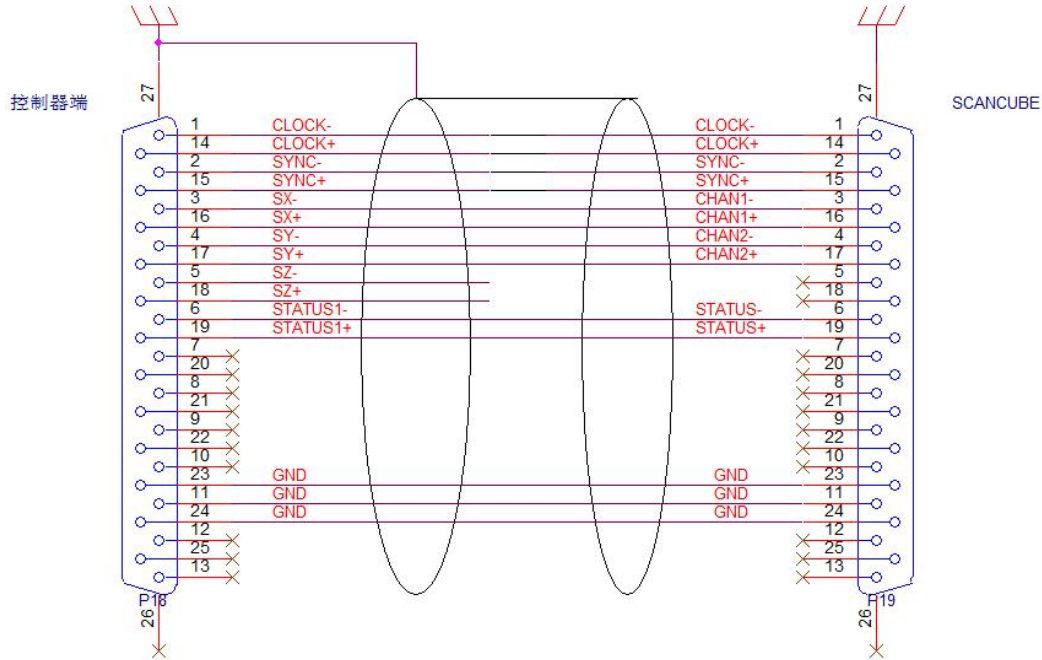 27 27
控制器端 SCANCUBE
1 CLOCK- CLOCK- 1
14 CLOCK+ CLOCK+ 14
2 SYNC- SYNC- 2
15 SYNC+ SYNC+ 15
3 SX- CHAN1- 3
16 SX+ CHAN1+ 16
4 SY- CHAN2- 4
17 SY+ CHAN2+ 17
5 SZ- 5
18 SZ+ 18
6 STATUS1- STATUS- 6
19 STATUS1+ STATUS+ 19
7 7
20 20
8 8
21 21
9 9
22 22
10 10
23 GND GND 23
11 GND GND 11
24 GND GND 24
12 12
25 25
13 13
P18 P19
26 26